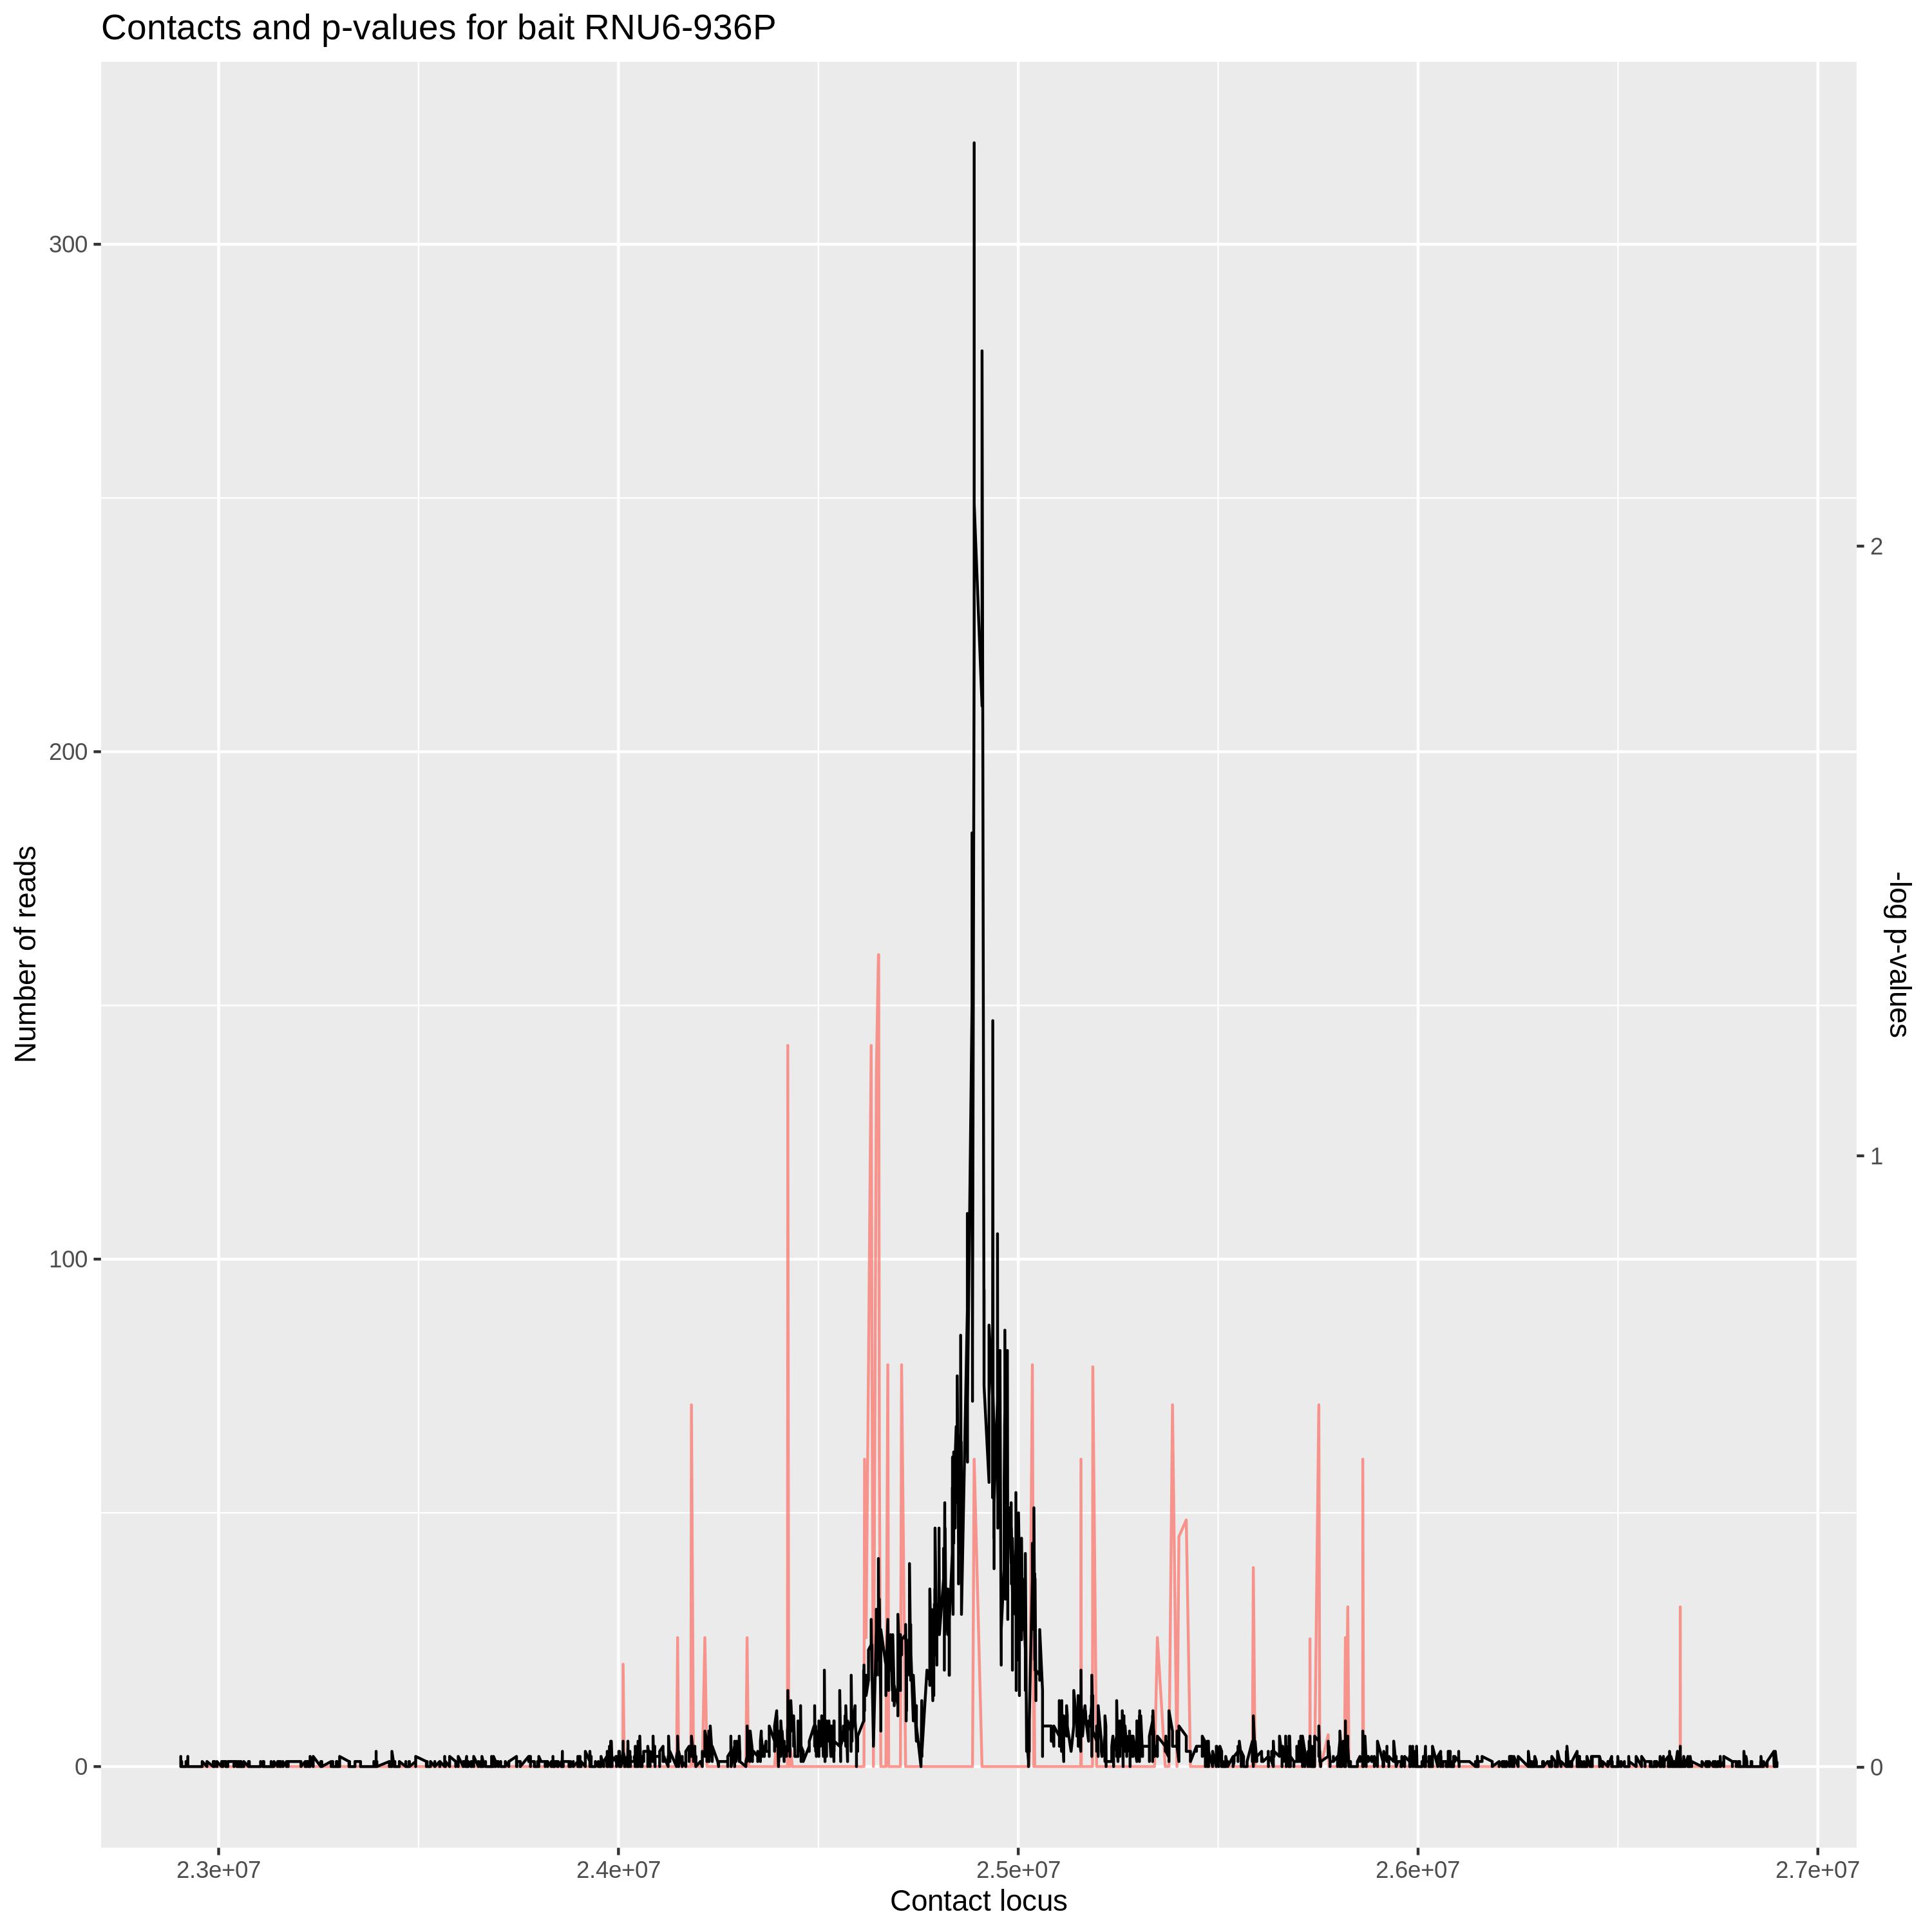 Contacts and p-values for bait RNU6-936P
300
200
100
0
Number of reads
2
1
0
-log p-values
2.3e+07
2.4e+07
2.5e+07
2.6e+07
2.7e+07
Contact locus